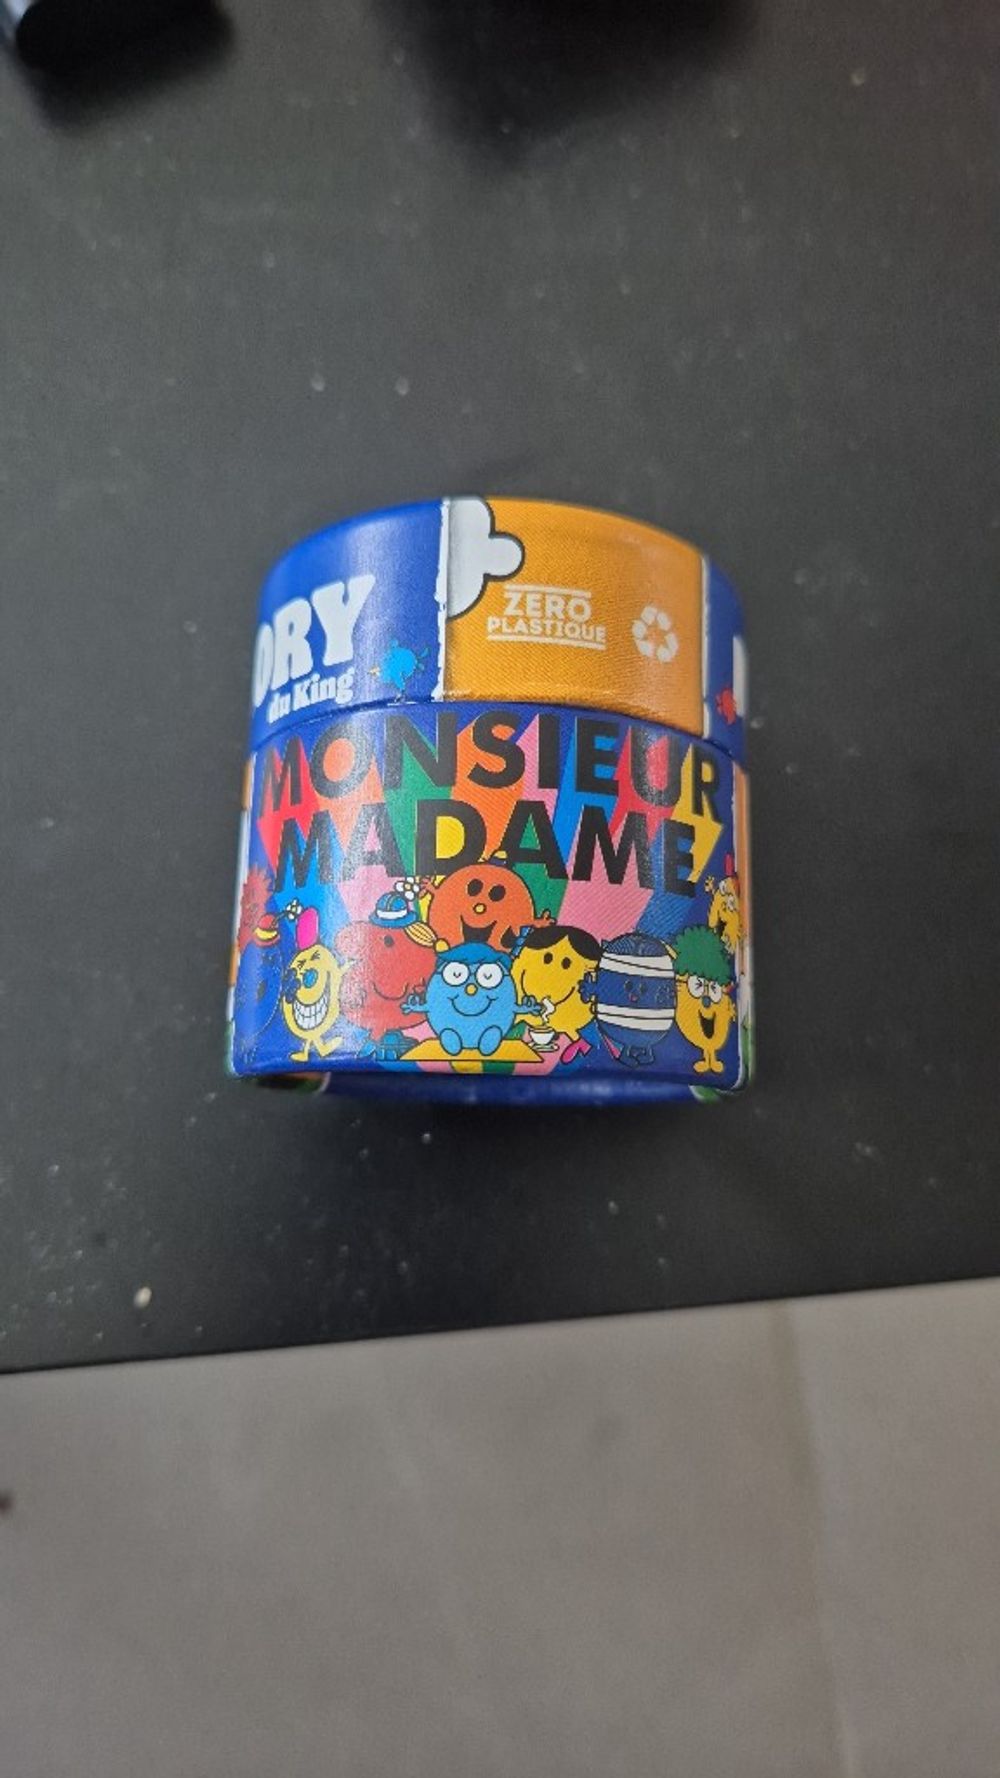 ORY
du King
ZERO
PLASTIQUE
MONSIEUR
MADAME